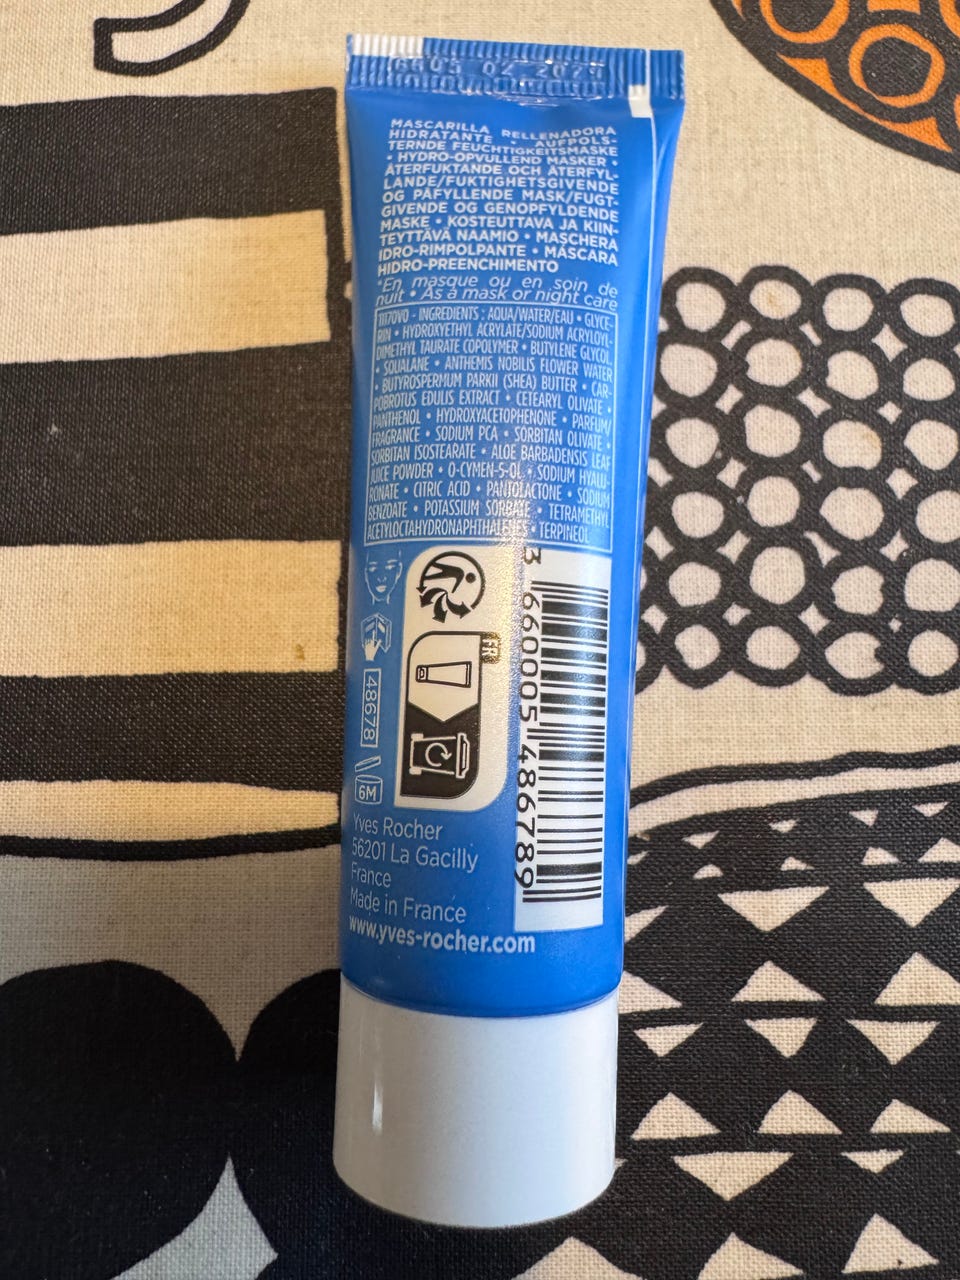 MASCARILLA RELLENADORA
HIDRATANTE • AUFPOLS-
TERNDE FEUCHTIGKEITSMASKE
• HYDRO-OPVULLEND MASKER •
ÅTERFUKTANDE OCH ÅTERFYL-
LANDE/FUKTIGHETSGIVENDE
OG PÅFYLLENDE MASK/FUGT-
GIVENDE OG GENOPFYLDENDE
MASKE • KOSTEUTTAVA JA KIIN-
TEYTTÄVÄ NAAMIO • MASCHERA
IDRO-RIMPOLPANTE • MÁSCARA
HIDRO-PREENCHIMENTO
*En masque ou en soin de
nuit • As a mask or night care
11170V0 - INGREDIENTS : AQUA/WATER/EAU • GLYCE-
RIN • HYDROXYETHYL ACRYLATE/SODIUM ACRYLOYL-
DIMETHYL TAURATE COPOLYMER • BUTYLENE GLYCOL
• SQUALANE • ANTHEMIS NOBILIS FLOWER WATER
• BUTYROSPERMUM PARKII (SHEA) BUTTER • CAR-
POBROTUS EDULIS EXTRACT • CETEARYL OLIVATE •
PANTHENOL • HYDROXYACETOPHENONE • PARFUM/
FRAGRANCE • SODIUM PCA • SORBITAN OLIVATE •
SORBITAN ISOSTEARATE • ALOE BARBADENSIS LEAF
JUICE POWDER • O-CYMEN-5-OL • SODIUM HYALU-
RONATE • CITRIC ACID • PANTOLACTONE • SODIUM
BENZOATE • POTASSIUM SORBATE • TETRAMETHYL
ACETYLOCTAHYDRONAPHTHALENES • TERPINEOL
FR
48678
6M
3 660005 486789
Yves Rocher
56201 La Gacilly
France
Made in France
www.yves-rocher.com